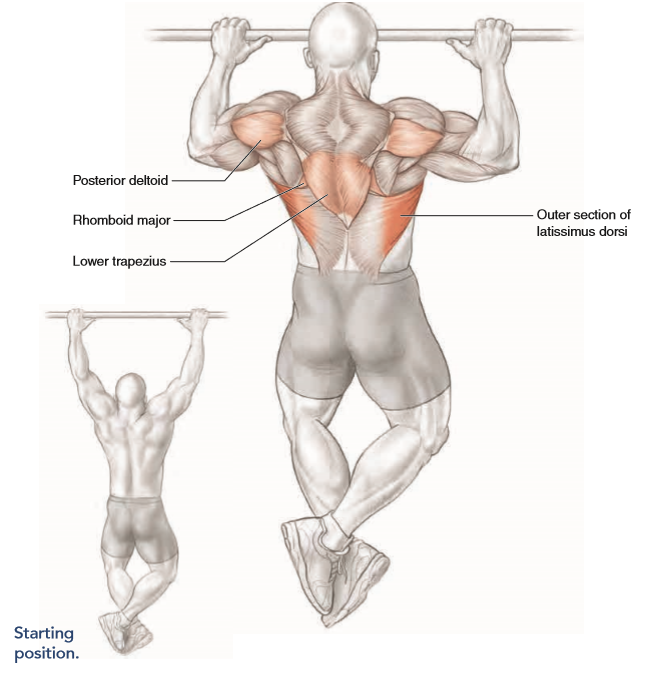 Posterior deltoid
Rhomboid major
Lower trapezius
Outer section of
latissimus dorsi
Starting
position.